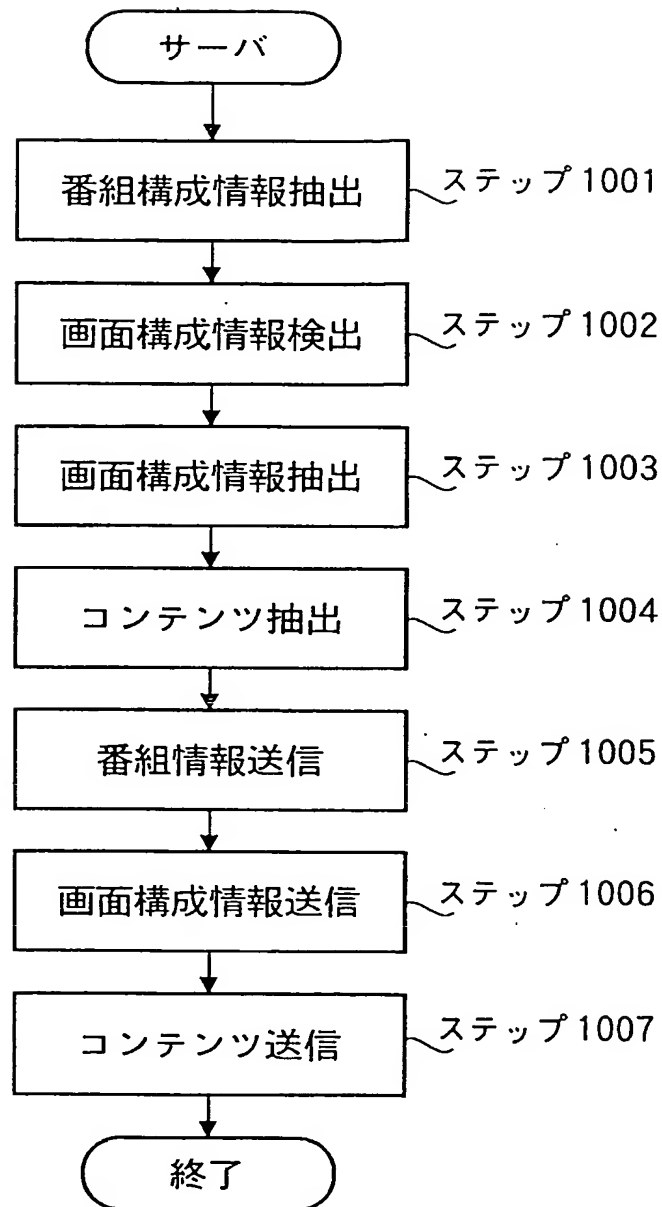 サーバ
番組構成情報抽出 ステップ1001
画面構成情報検出 ステップ1002
画面構成情報抽出 ステップ1003
コンテンツ抽出 ステップ1004
番組情報送信 ステップ1005
画面構成情報送信 ステップ1006
コンテンツ送信 ステップ1007
終了